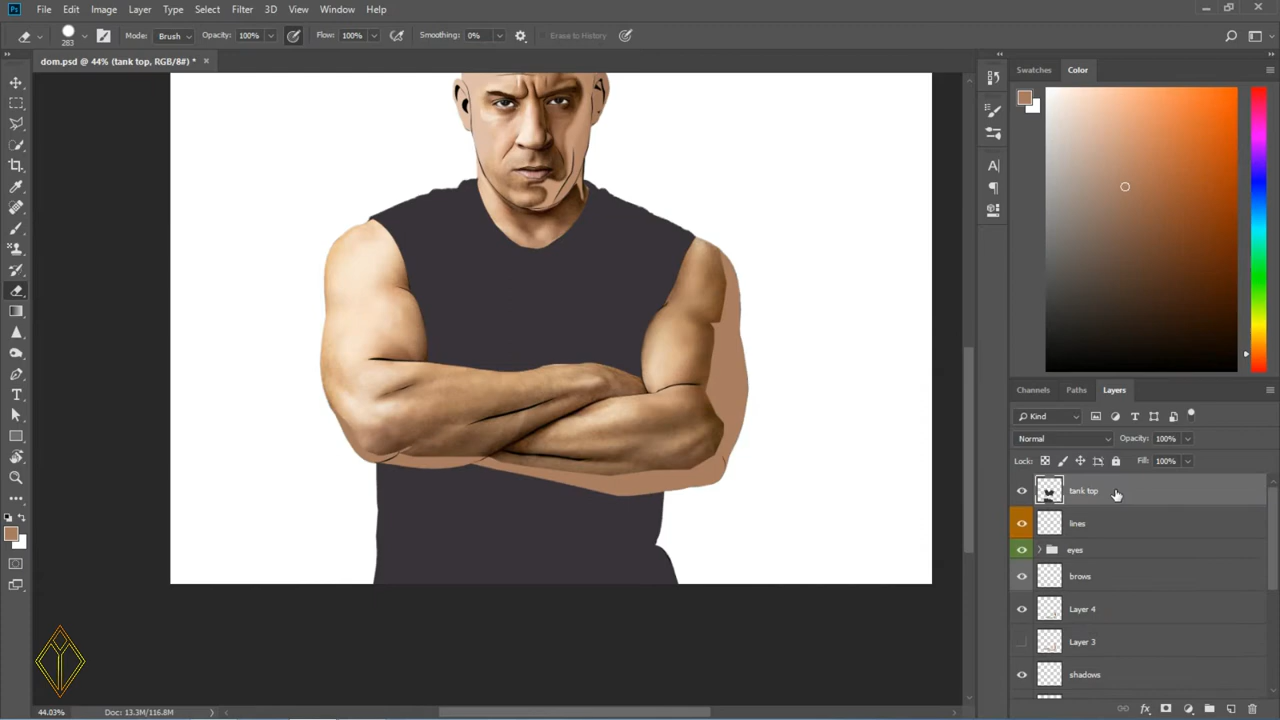 Ps File Edit Image Layer Type Select Filter 3D View Window Help
283 Mode: Brush Opacity: 100% Flow: 100% Smoothing: 0% Erase to History
dom.psd @ 44% (tank top, RGB/8#) * ×
Swatches Color
Channels Paths Layers
Kind
Normal Opacity: 100%
Lock: Fill: 100%
tank top
lines
eyes
brows
Layer 4
Layer 3
shadows
44.03% Doc: 13.3M/116.8M